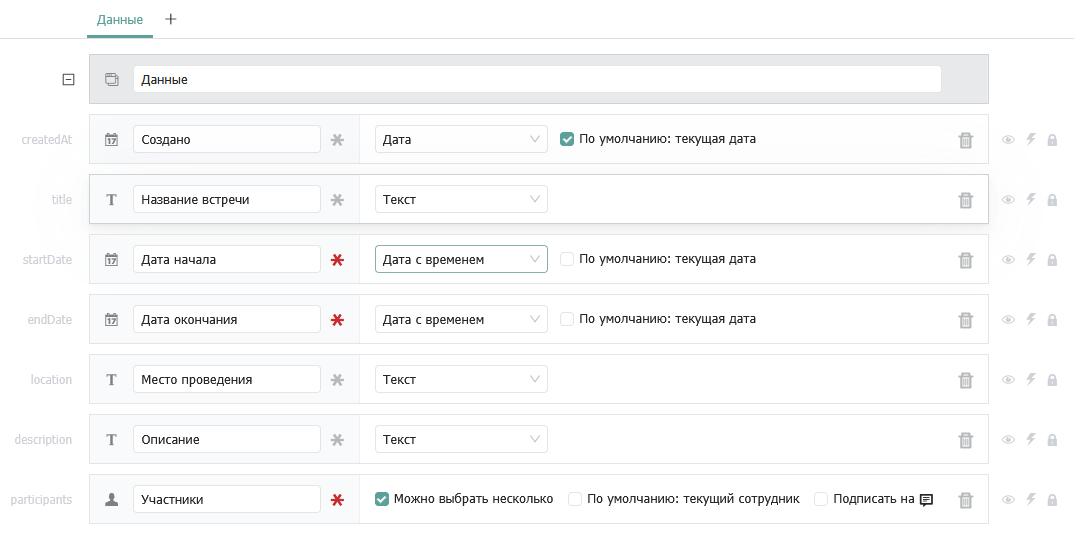 Данные +
Данные
createdAt Создано Дата По умолчанию: текущая дата
title Название встречи Текст
startDate Дата начала Дата с временем По умолчанию: текущая дата
endDate Дата окончания Дата с временем По умолчанию: текущая дата
location Место проведения Текст
description Описание Текст
participants Участники Можно выбрать несколько По умолчанию: текущий сотрудник Подписать на